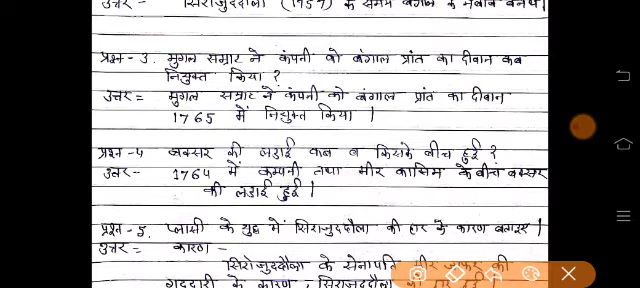 उत्तर - सिराजुद्दौला (1757) के समय बंगाल के नवाब
प्रश्न - 3. मुगल सम्राट ने कंपनी को बंगाल प्रांत का दीवान कब
नियुक्त किया ?
उत्तर = मुगल सम्राट ने कंपनी को बंगाल प्रांत का दीवान
1765 में नियुक्त किया ।
प्रश्न -4 बक्सर की लड़ाई कब व किसके बीच हुई ?
उत्तर - 1764 में कम्पनी तथा मीर कासिम के बीच बक्सर
की लड़ाई हुई ।
प्रश्न - 5. प्लासी के युद्ध में सिराजुद्दौला की हार के कारण बताइए ।
उत्तर = कारण -
सिराजुद्दौला के सेनापति मीर जाफर की
गद्दारी के कारण , सिराजुद्दौला